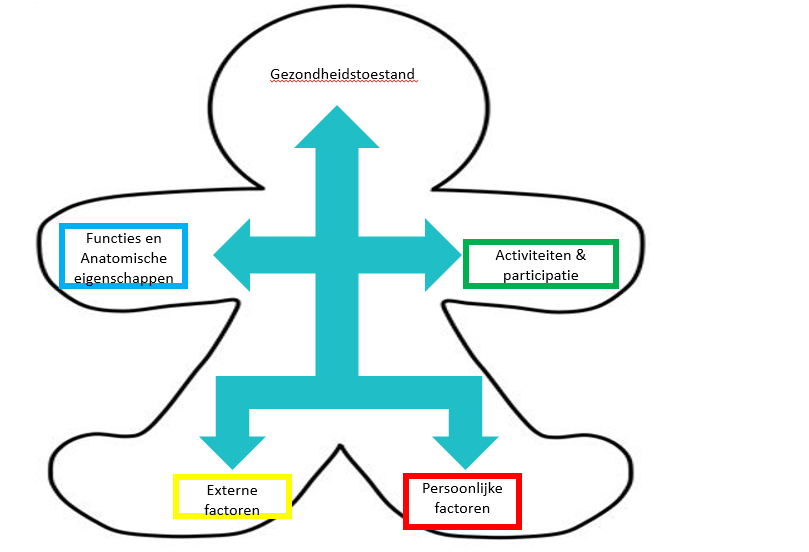 Gezondheidstoestand
Functies en
Anatomische
eigenschappen
Activiteiten &
participatie
Externe
factoren
Persoonlijke
factoren